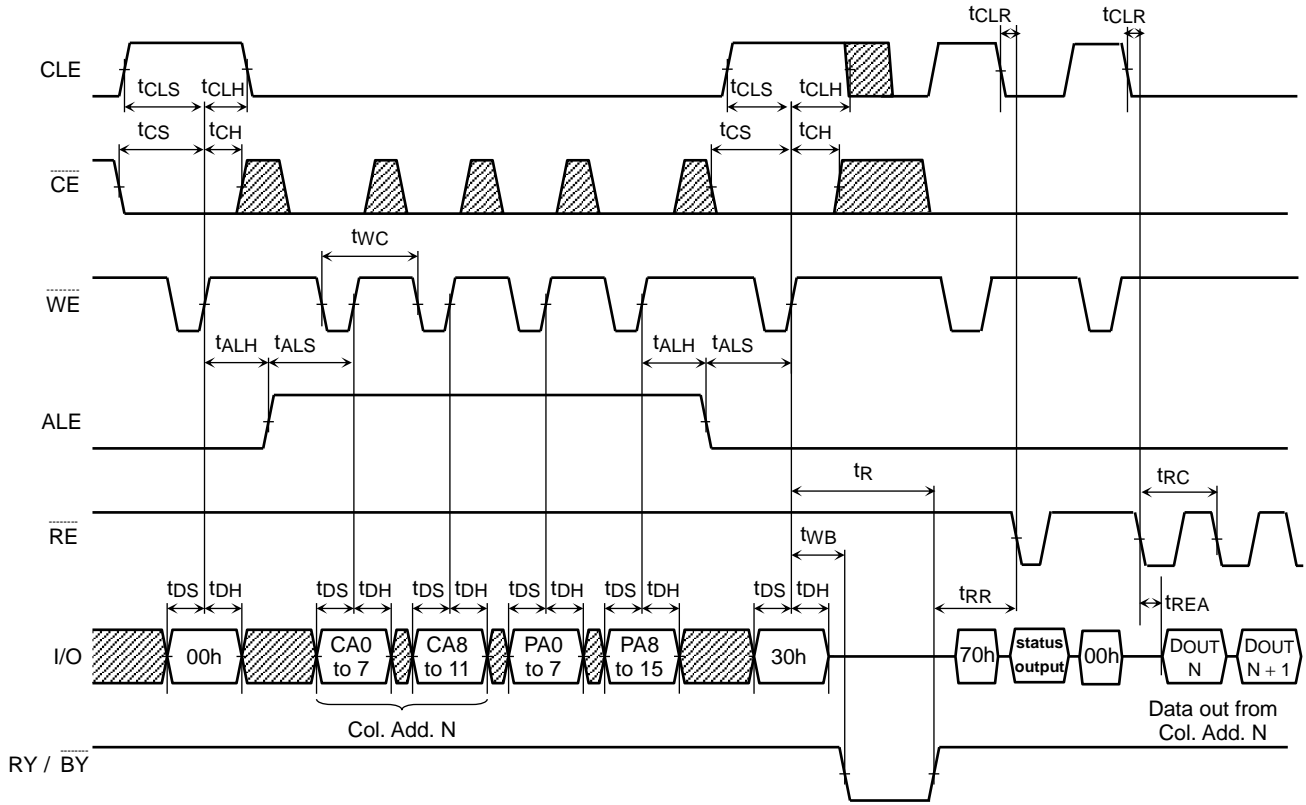 tCLR tCLR
CLE
tCLS tCLH tCLS tCLH
tCS tCH tCS tCH
CE
tWC
WE
tALH tALS tALH tALS
ALE
tR
tRC
RE
tWB
tDS tDH tDS tDH tDS tDH tDS tDH tDS tDH tDS tDH tRR tREA
I/O
00h
CA0
to 7
CA8
to 11
PA0
to 7
PA8
to 15
30h
70h
status
output
00h
DOUT
N
DOUT
N + 1
Col. Add. N
Data out from
Col. Add. N
RY / BY